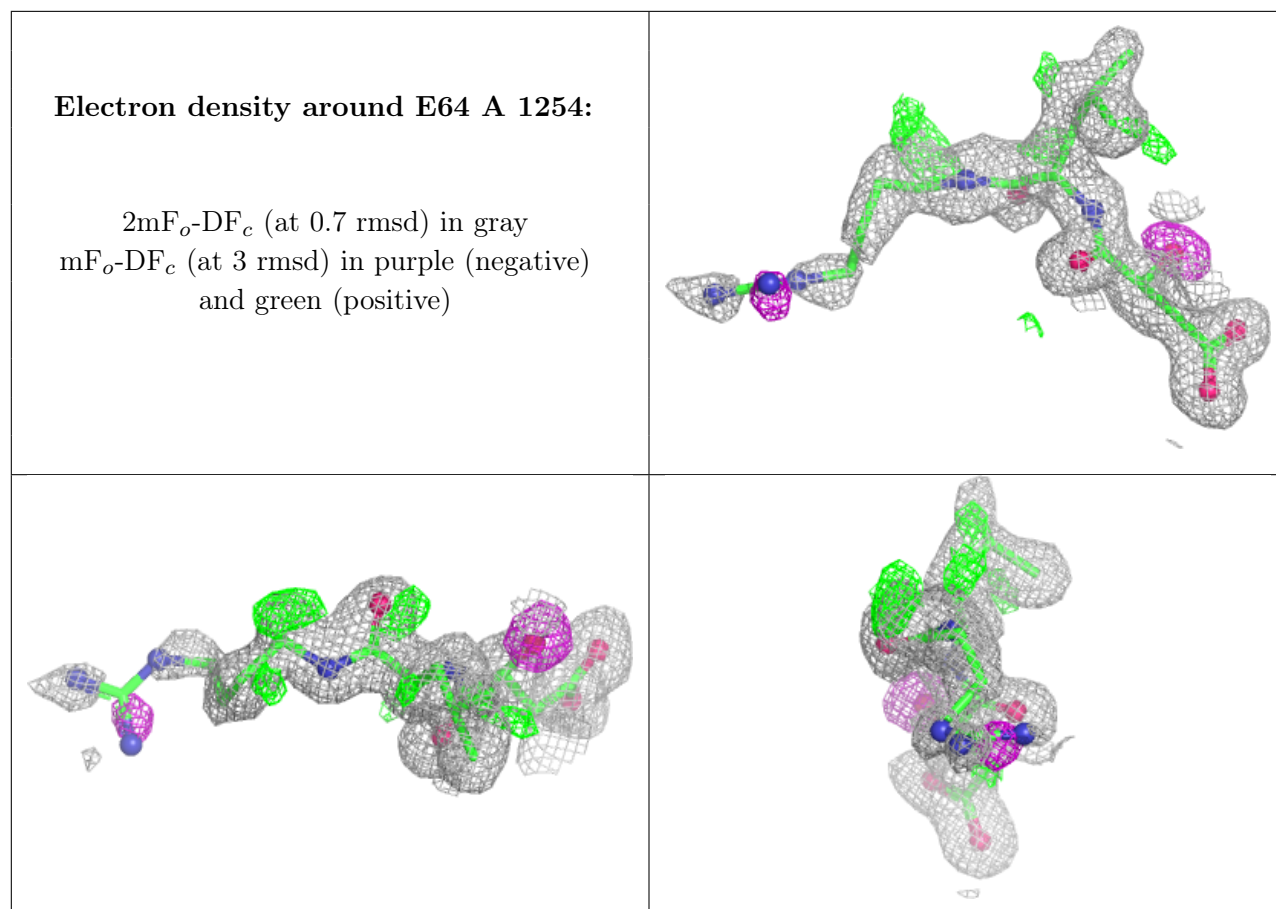 Electron density around E64 A 1254:
2mFo-DFc (at 0.7 rmsd) in gray
mFo-DFc (at 3 rmsd) in purple (negative)
and green (positive)